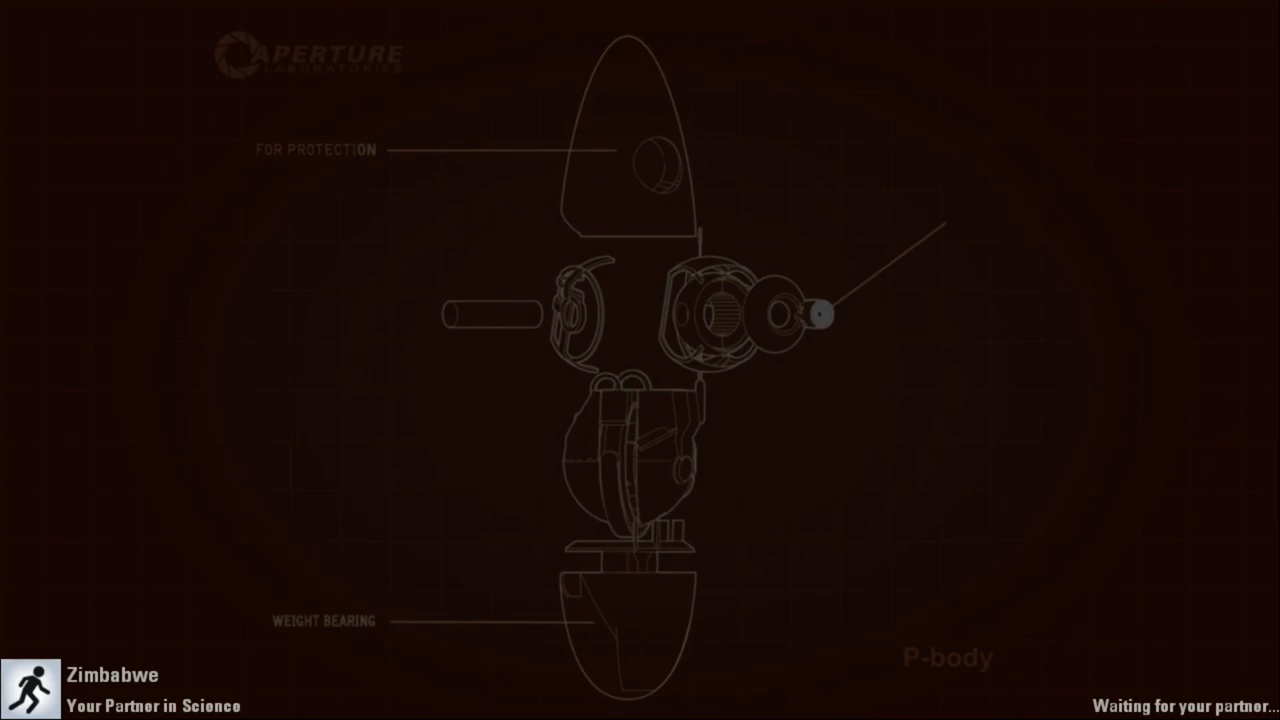 APERTURE
LABORATORIES
FOR PROTECTION
WEIGHT BEARING
P-body
Zimbabwe
Your Partner in Science
Waiting for your partner...